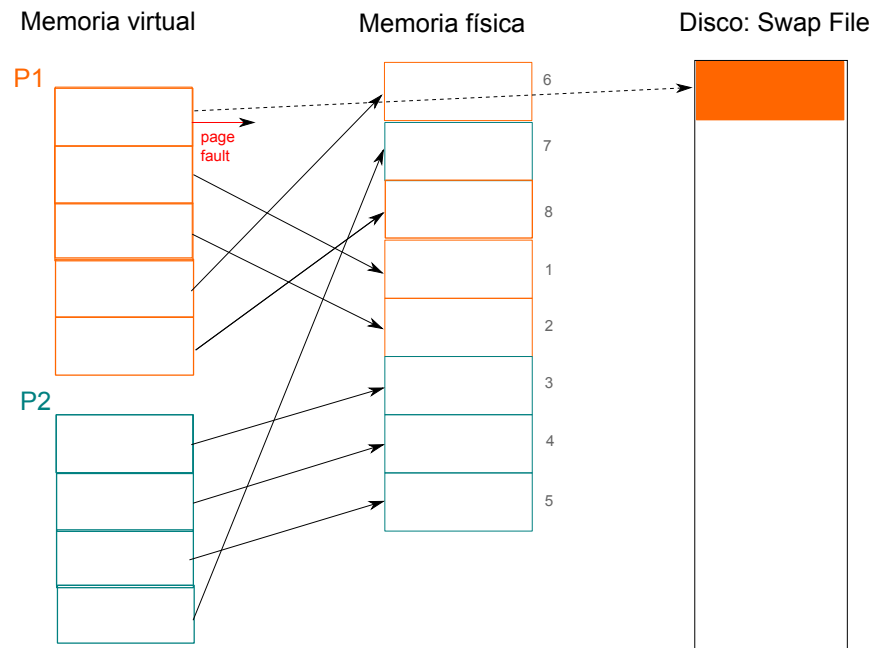 Memoria virtual
Memoria física
Disco: Swap File
P1
page
fault
6
7
8
1
2
3
4
5
P2